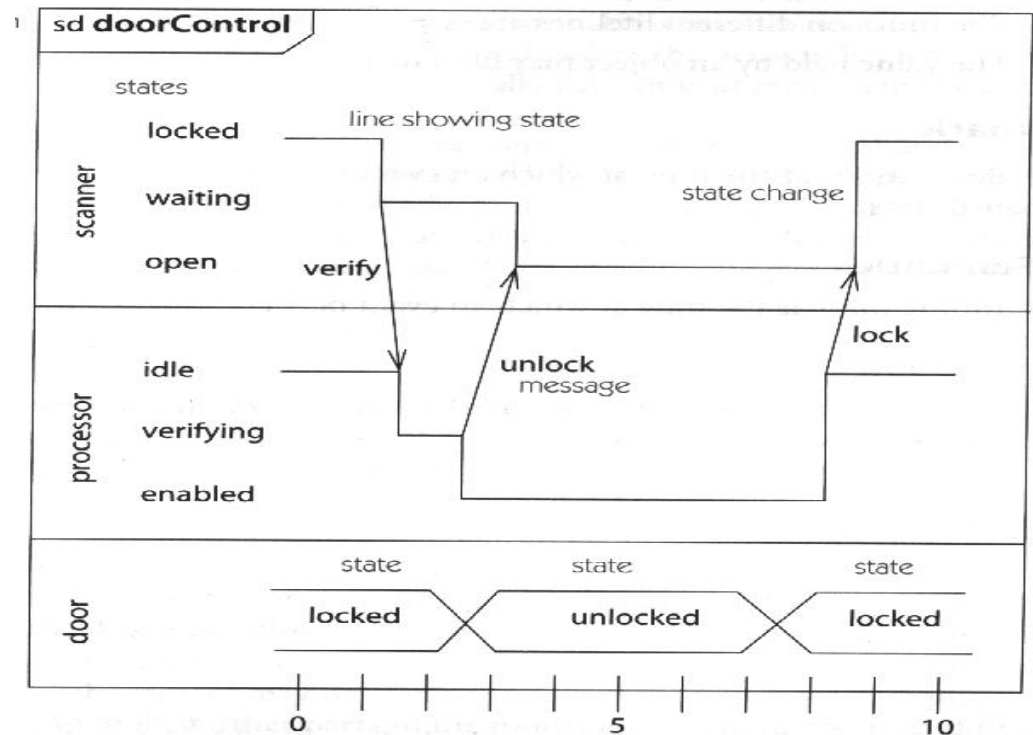 sd doorControl
states
locked
line showing state
scanner
waiting
state change
open
verify
lock
idle
unlock
message
processor
verifying
enabled
state state state
door
locked unlocked locked
0 5 10